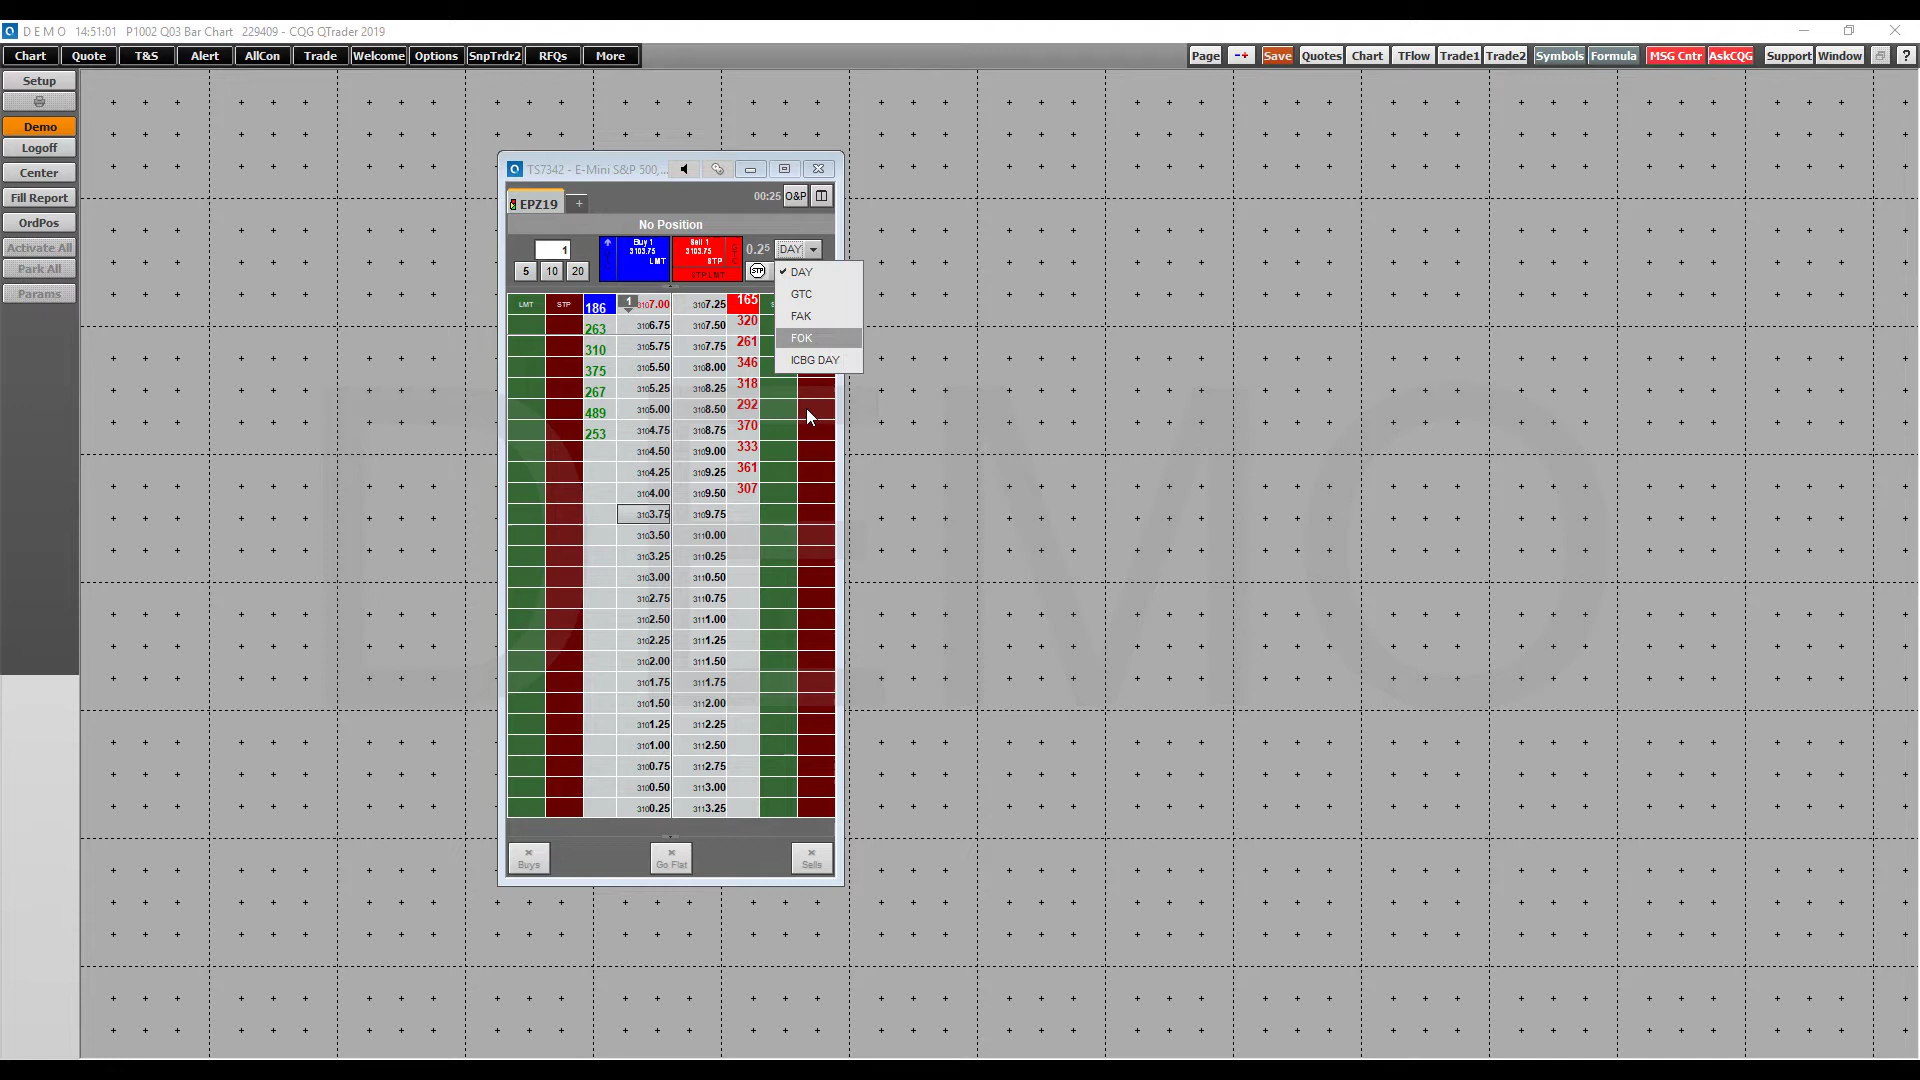 D E M O 14:51:01 P1002 Q03 Bar Chart 229409 - CQG QTrader 2019
Chart Quote T&S Alert AllCon Trade Welcome Options SnpTrdr2 RFQs More Page -+ Save Quotes Chart TFlow Trade1 Trade2 Symbols Formula MSG Cntr AskCQG Support Window ?
Setup
Demo
Logoff
Center
Fill Report
OrdPos
Activate All
Park All
Params
TS7342 - E-Mini S&P 500,...
EPZ19 + 00:25 O&P
No Position
1
5 10 20
Buy 1
3103.75
LMT
Sell 1
3103.75
STP
STP LMT
0.25 DAY
STP
DAY
GTC
FAK
FOK
ICBG DAY
LMT STP 186 1 3107.00 3107.25 165
263 3106.75 3107.50 320
310 3105.75 3107.75 261
375 3105.50 3108.00 346
267 3105.25 3108.25 318
489 3105.00 3108.50 292
253 3104.75 3108.75 370
3104.50 3109.00 333
3104.25 3109.25 361
3104.00 3109.50 307
3103.75 3109.75
3103.50 3110.00
3103.25 3110.25
3103.00 3110.50
3102.75 3110.75
3102.50 3111.00
3102.25 3111.25
3102.00 3111.50
3101.75 3111.75
3101.50 3112.00
3101.25 3112.25
3101.00 3112.50
3100.75 3112.75
3100.50 3113.00
3100.25 3113.25
Buys Go Flat Sells
DEMO